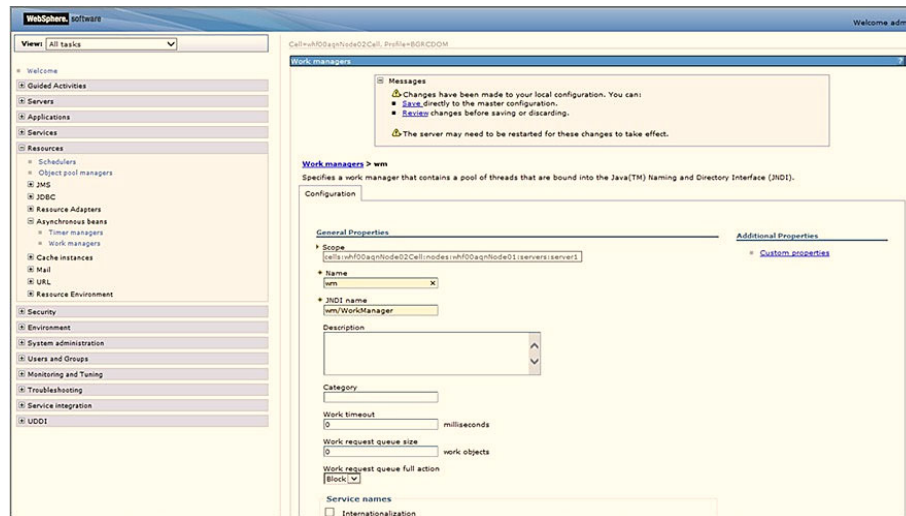 WebSphere. software
Welcome adm
View: All tasks
Cell=whf00aqnNode02Cell, Profile=BGRCDOM
Work managers ?
Welcome
Guided Activities
Servers
Applications
Services
Resources
Schedulers
Object pool managers
JMS
JDBC
Resource Adapters
Asynchronous beans
Timer managers
Work managers
Cache instances
Mail
URL
Resource Environment
Security
Environment
System administration
Users and Groups
Monitoring and Tuning
Troubleshooting
Service integration
UDDI
Messages
Changes have been made to your local configuration. You can:
Save directly to the master configuration.
Review changes before saving or discarding.
The server may need to be restarted for these changes to take effect.
Work managers > wm
Specifies a work manager that contains a pool of threads that are bound into the Java(TM) Naming and Directory Interface (JNDI).
Configuration
General Properties
Scope
cells:whf00aqnNode02Cell:nodes:whf00aqnNode01:servers:server1
* Name
wm
* JNDI name
wm/WorkManager
Description
Category
Work timeout
0 milliseconds
Work request queue size
0 work objects
Work request queue full action
Block
Service names
Internationalization
Additional Properties
Custom properties